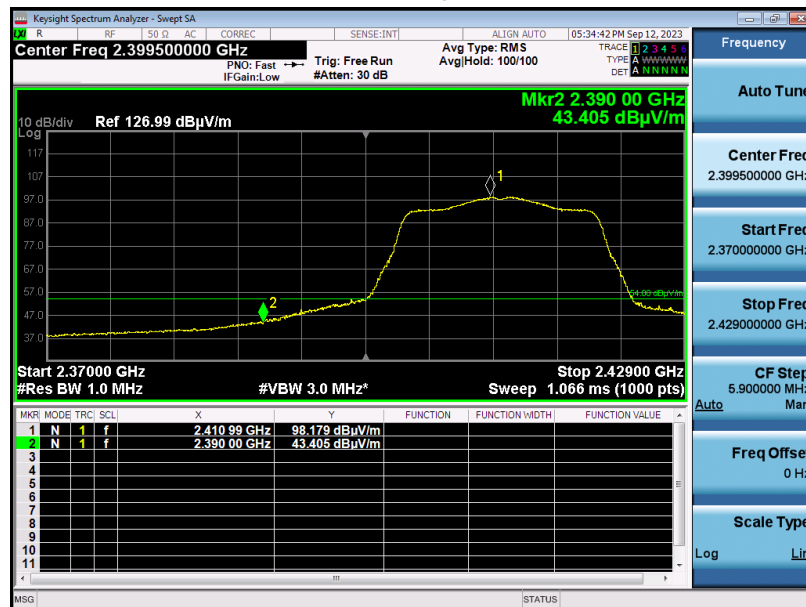 Keysight Spectrum Analyzer - Swept SA
LXI R RF 50 Ω AC CORREC SENSE:INT ALIGN AUTO 05:34:42 PM Sep 12, 2023
Center Freq 2.399500000 GHz
PNO: Fast
IFGain:Low
Trig: Free Run
#Atten: 30 dB
Avg Type: RMS
Avg|Hold: 100/100
TRACE 1 2 3 4 5 6
TYPE A WWWWW
DET A N N N N N
Mkr2 2.390 00 GHz
43.405 dBµV/m
10 dB/div
Log
Ref 126.99 dBµV/m
117
107
97.0
87.0
77.0
67.0
57.0
47.0
37.0
1
2
54.00 dBµV/m
Start 2.37000 GHz Stop 2.42900 GHz
#Res BW 1.0 MHz #VBW 3.0 MHz* Sweep 1.066 ms (1000 pts)
MKR MODE TRC SCL X Y FUNCTION FUNCTION WIDTH FUNCTION VALUE
1 N 1 f 2.410 99 GHz 98.179 dBµV/m
2 N 1 f 2.390 00 GHz 43.405 dBµV/m
3
4
5
6
7
8
9
10
11
MSG STATUS
Frequency
Auto Tune
Center Freq
2.399500000 GHz
Start Freq
2.370000000 GHz
Stop Freq
2.429000000 GHz
CF Step
5.900000 MHz
Auto Man
Freq Offset
0 Hz
Scale Type
Log Lin